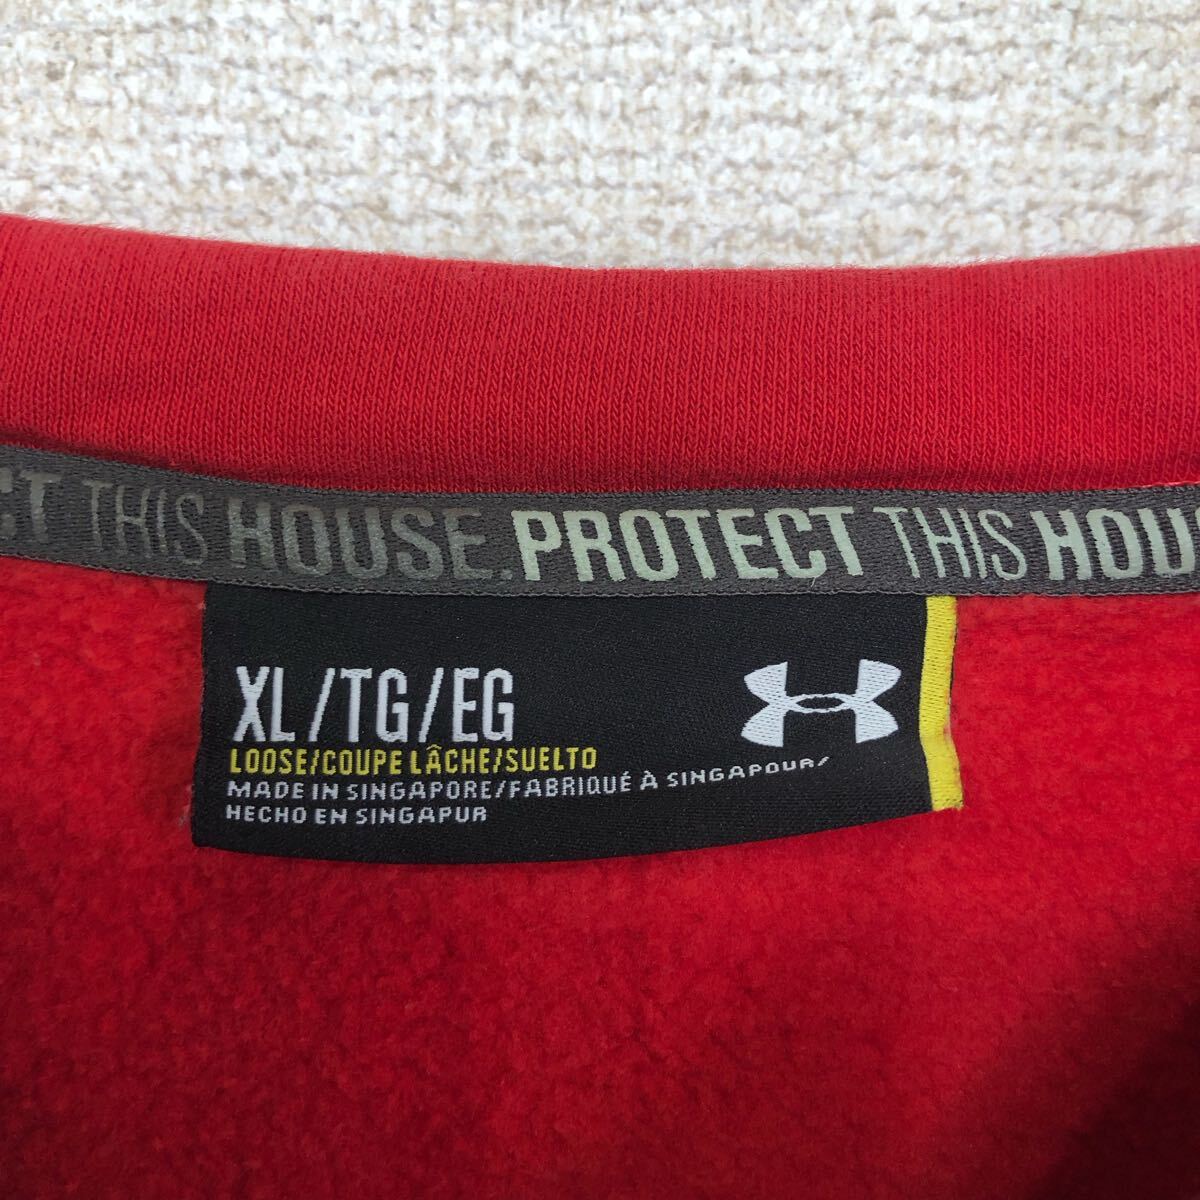 CT THIS HOUSE. PROTECT THIS HOU
XL/TG/EG
LOOSE/COUPE LÂCHE/SUELTO
MADE IN SINGAPORE/FABRIQUÉ À SINGAPOUR/
HECHO EN SINGAPUR